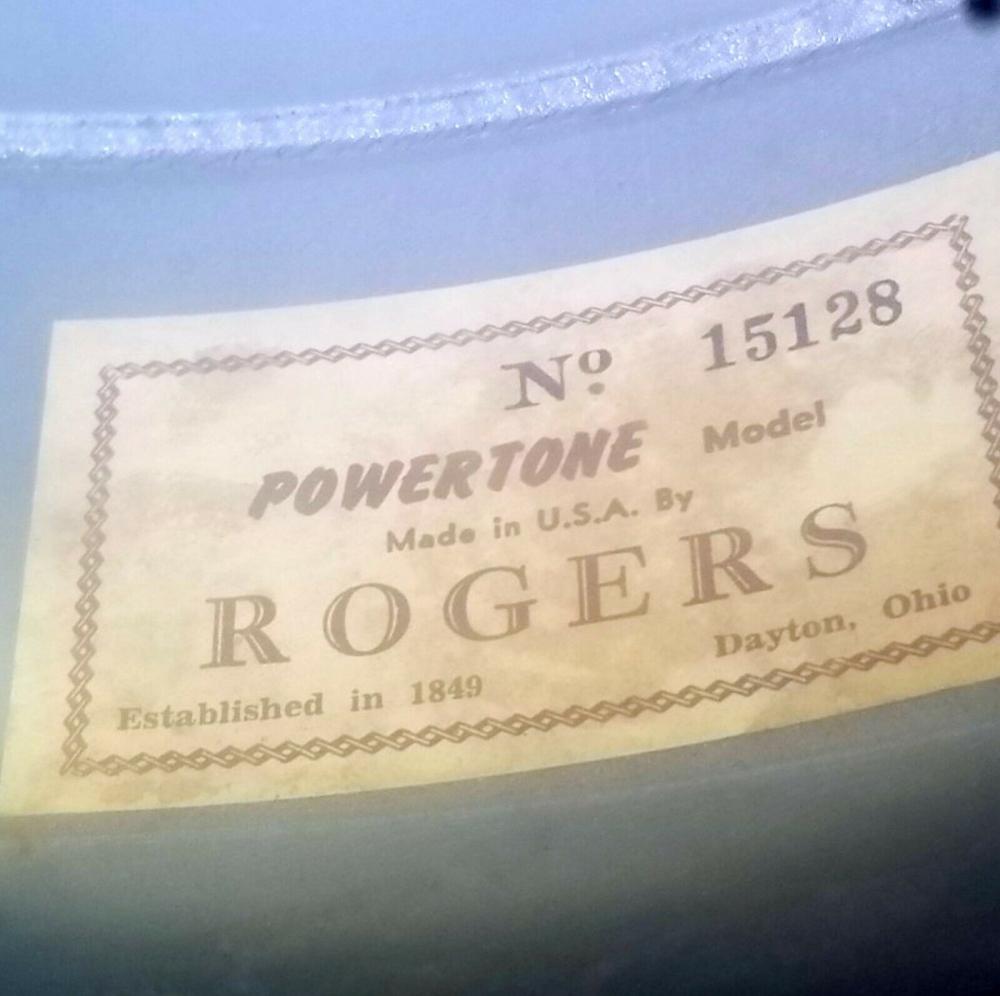 Nº 15128
POWERTONE Model
Made in U.S.A. By
ROGERS
Established in 1849 Dayton, Ohio